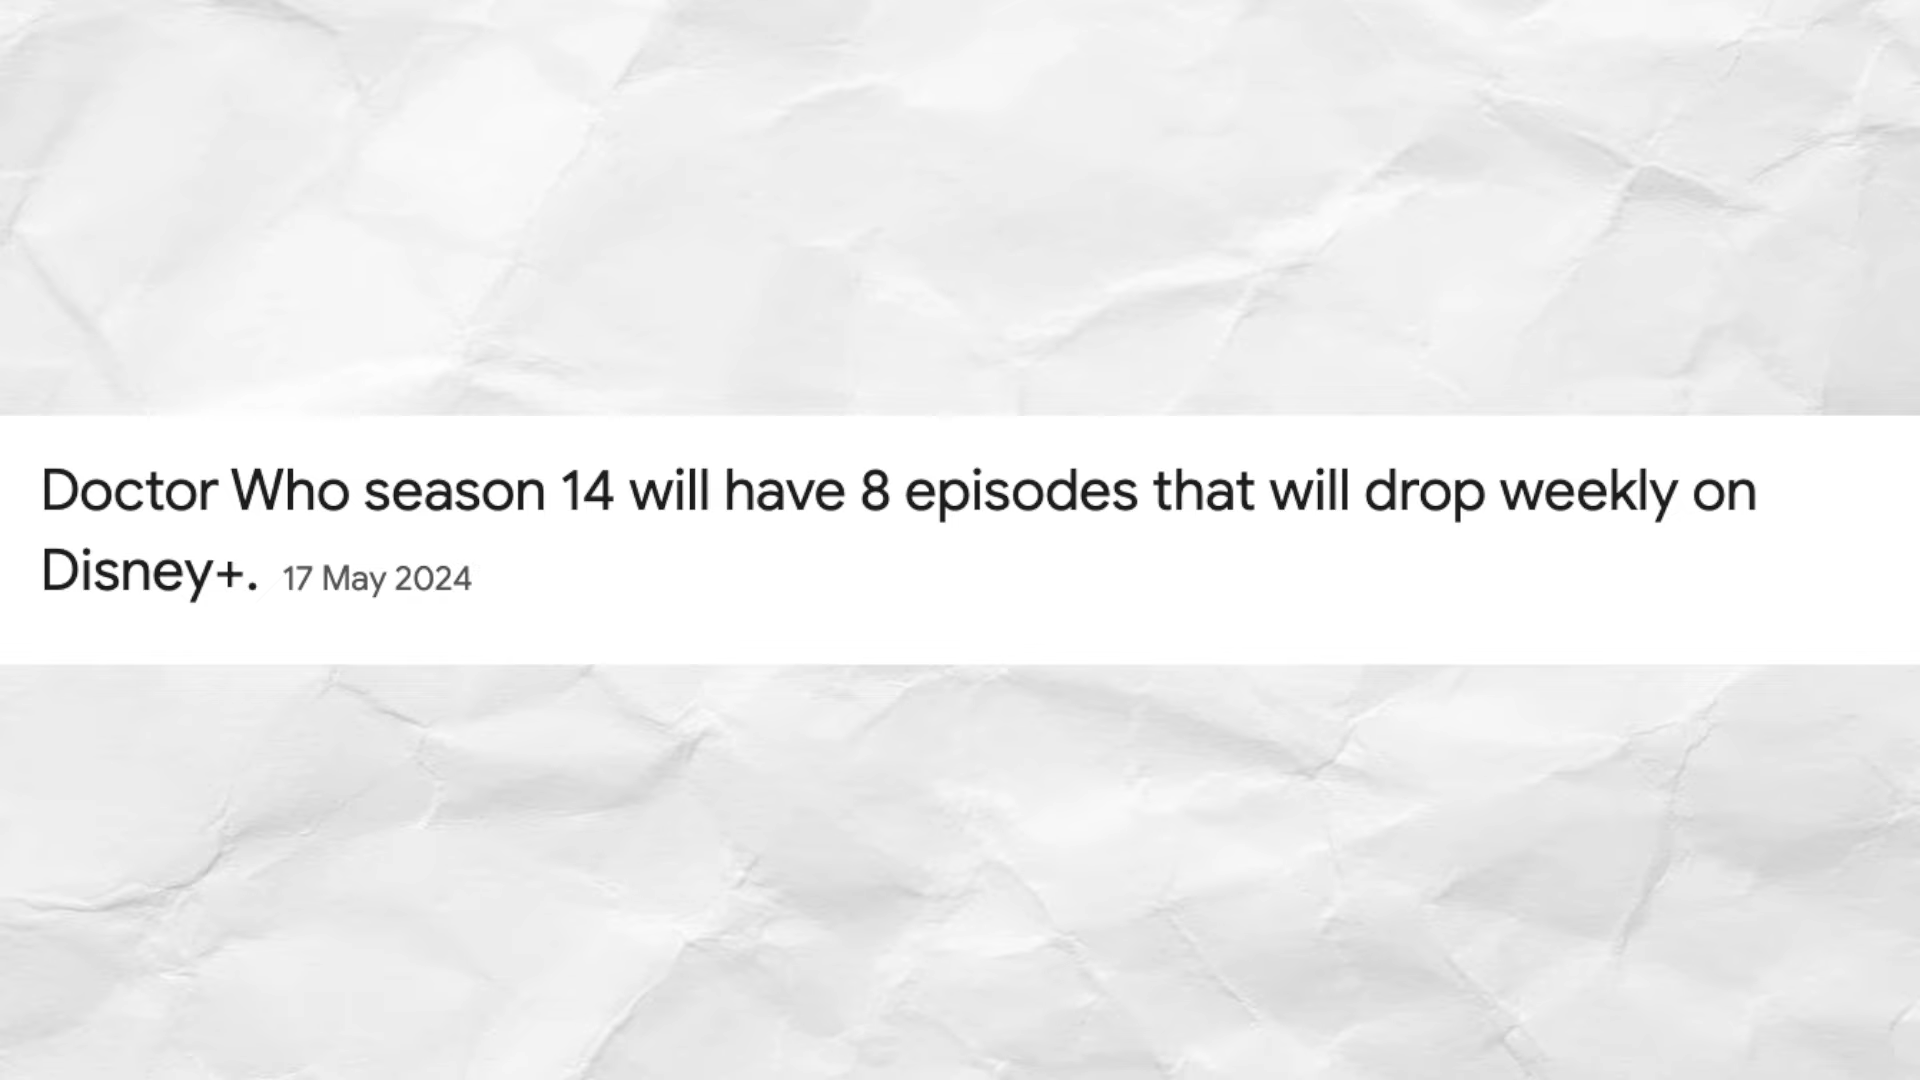 Doctor Who season 14 will have 8 episodes that will drop weekly on
Disney+. 17 May 2024